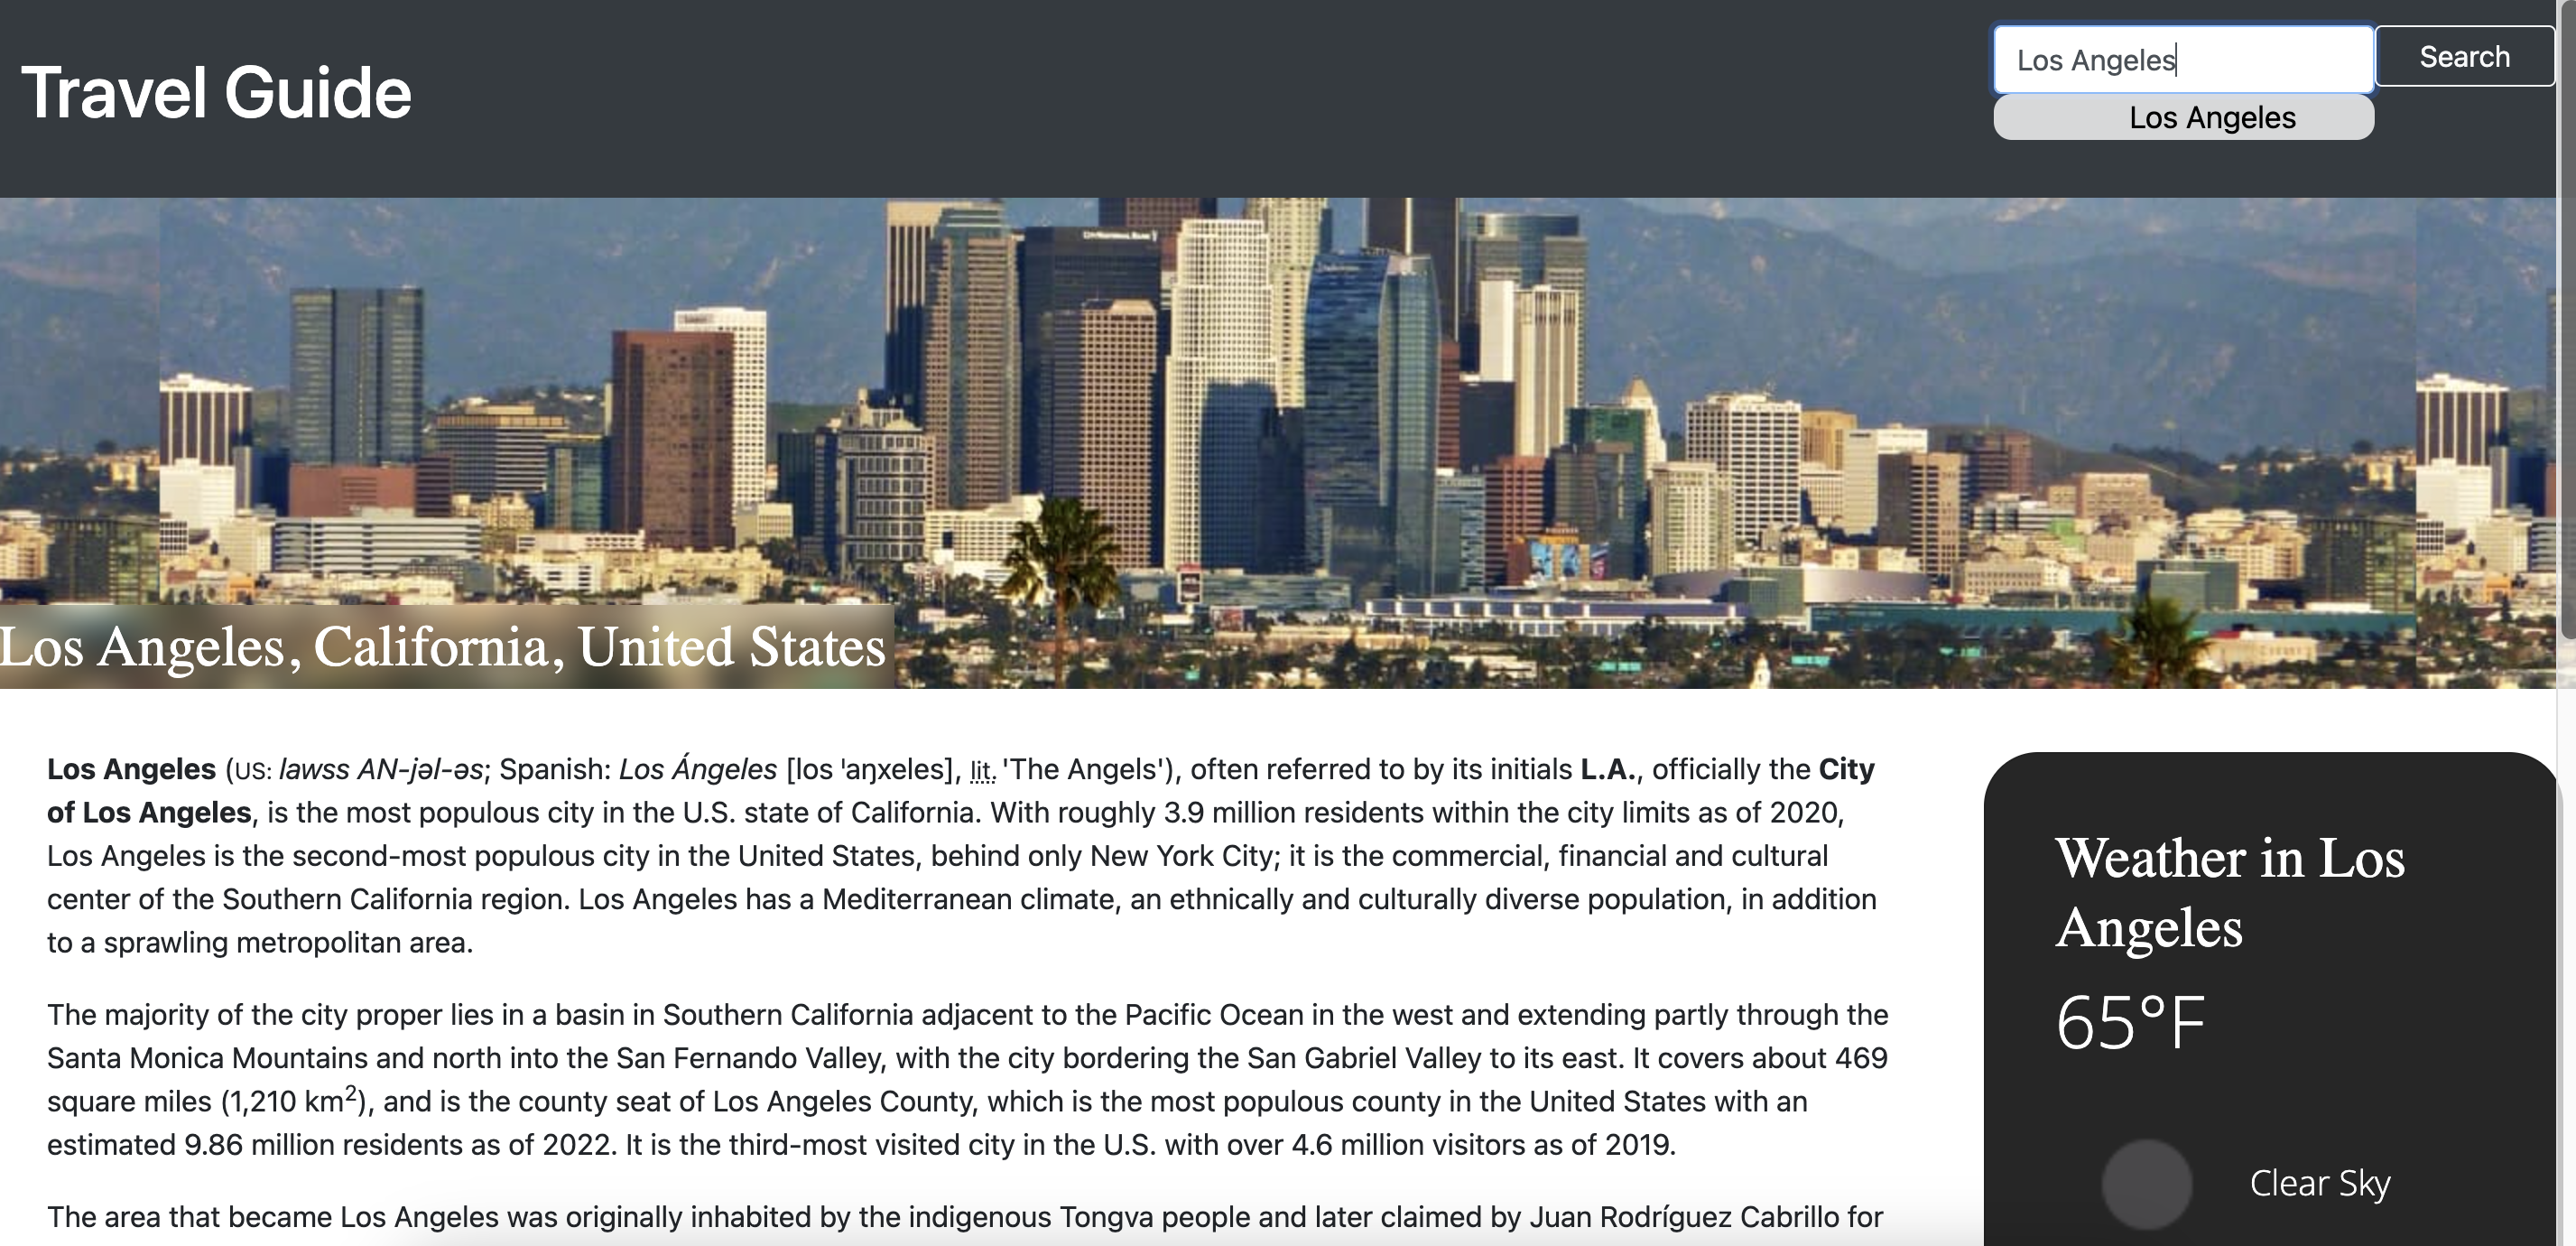 Travel Guide
Los Angeles
Search
Los Angeles
Los Angeles, California, United States
Los Angeles (US: lawss AN-jəl-əs; Spanish: Los Ángeles [los ˈaŋxeles], lit. 'The Angels'), often referred to by its initials L.A., officially the City
of Los Angeles, is the most populous city in the U.S. state of California. With roughly 3.9 million residents within the city limits as of 2020,
Los Angeles is the second-most populous city in the United States, behind only New York City; it is the commercial, financial and cultural
center of the Southern California region. Los Angeles has a Mediterranean climate, an ethnically and culturally diverse population, in addition
to a sprawling metropolitan area.
The majority of the city proper lies in a basin in Southern California adjacent to the Pacific Ocean in the west and extending partly through the
Santa Monica Mountains and north into the San Fernando Valley, with the city bordering the San Gabriel Valley to its east. It covers about 469
square miles (1,210 km²), and is the county seat of Los Angeles County, which is the most populous county in the United States with an
estimated 9.86 million residents as of 2022. It is the third-most visited city in the U.S. with over 4.6 million visitors as of 2019.
The area that became Los Angeles was originally inhabited by the indigenous Tongva people and later claimed by Juan Rodríguez Cabrillo for
Weather in Los
Angeles
65°F
Clear Sky